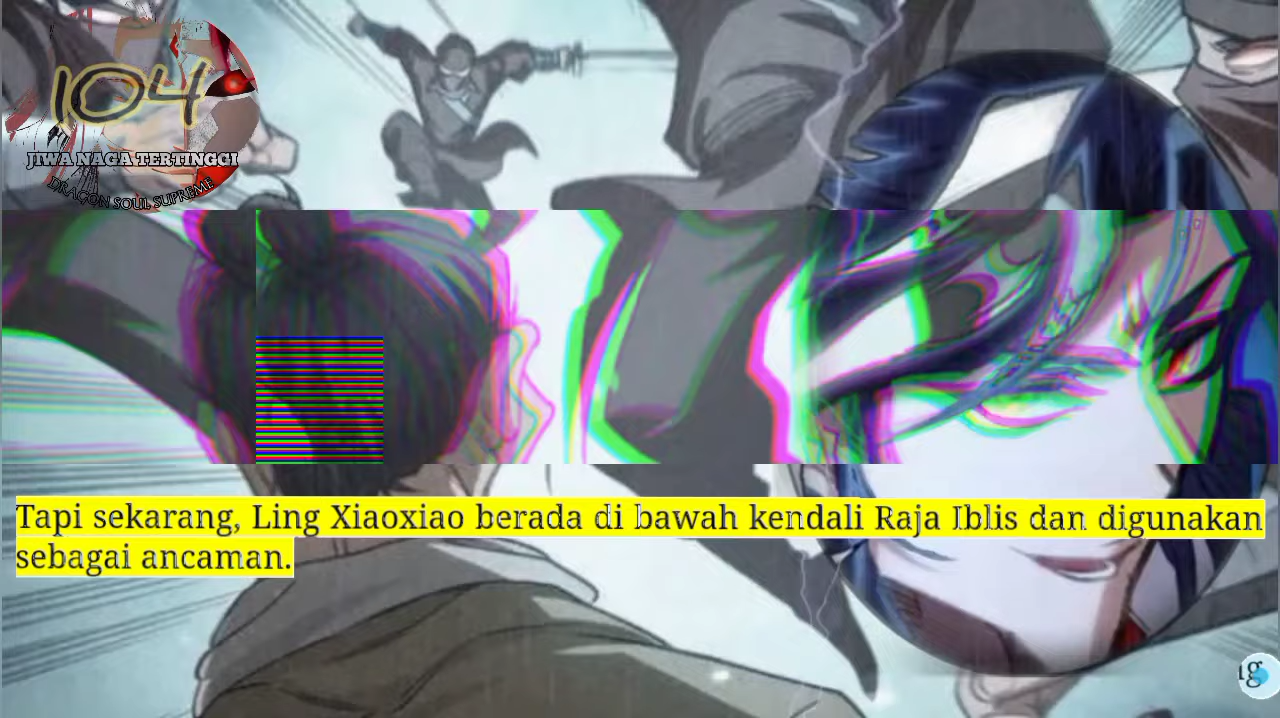 104
JIWA NAGA TERTINGGI
DRAGON SOUL SUPREME
Tapi sekarang, Ling Xiaoxiao berada di bawah kendali Raja Iblis dan digunakan
sebagai ancaman.